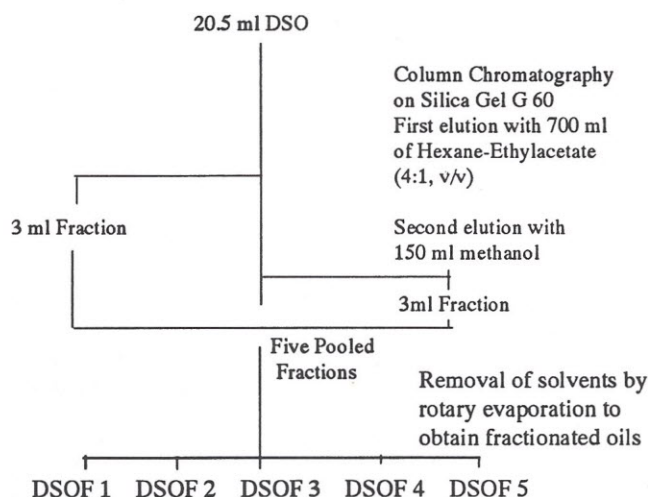 20.5 ml DSO
Column Chromatography
on Silica Gel G 60
First elution with 700 ml
of Hexane-Ethylacetate
(4:1, v/v)
3 ml Fraction
Second elution with
150 ml methanol
3ml Fraction
Five Pooled
Fractions
Removal of solvents by
rotary evaporation to
obtain fractionated oils
DSOF 1 DSOF 2 DSOF 3 DSOF 4 DSOF 5